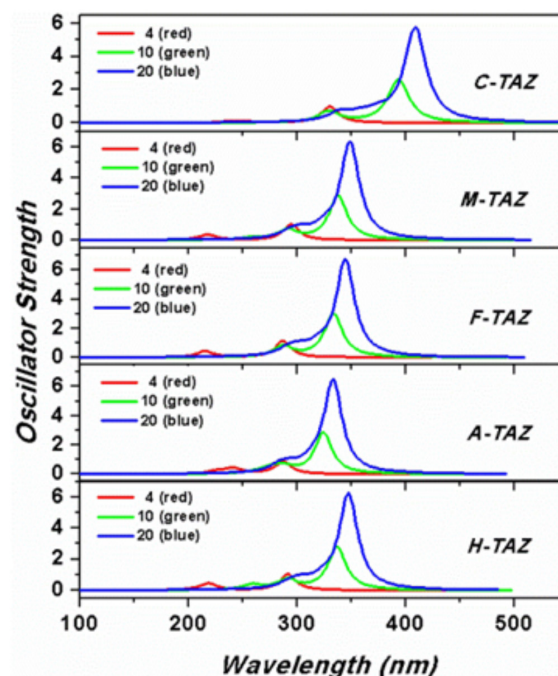 Oscillator Strength
6
4
2
0
4 (red)
10 (green)
20 (blue)
C-TAZ
6
4
2
0
4 (red)
10 (green)
20 (blue)
M-TAZ
6
4
2
0
4 (red)
10 (green)
20 (blue)
F-TAZ
6
4
2
0
4 (red)
10 (green)
20 (blue)
A-TAZ
6
4
2
0
4 (red)
10 (green)
20 (blue)
H-TAZ
100 200 300 400 500
Wavelength (nm)